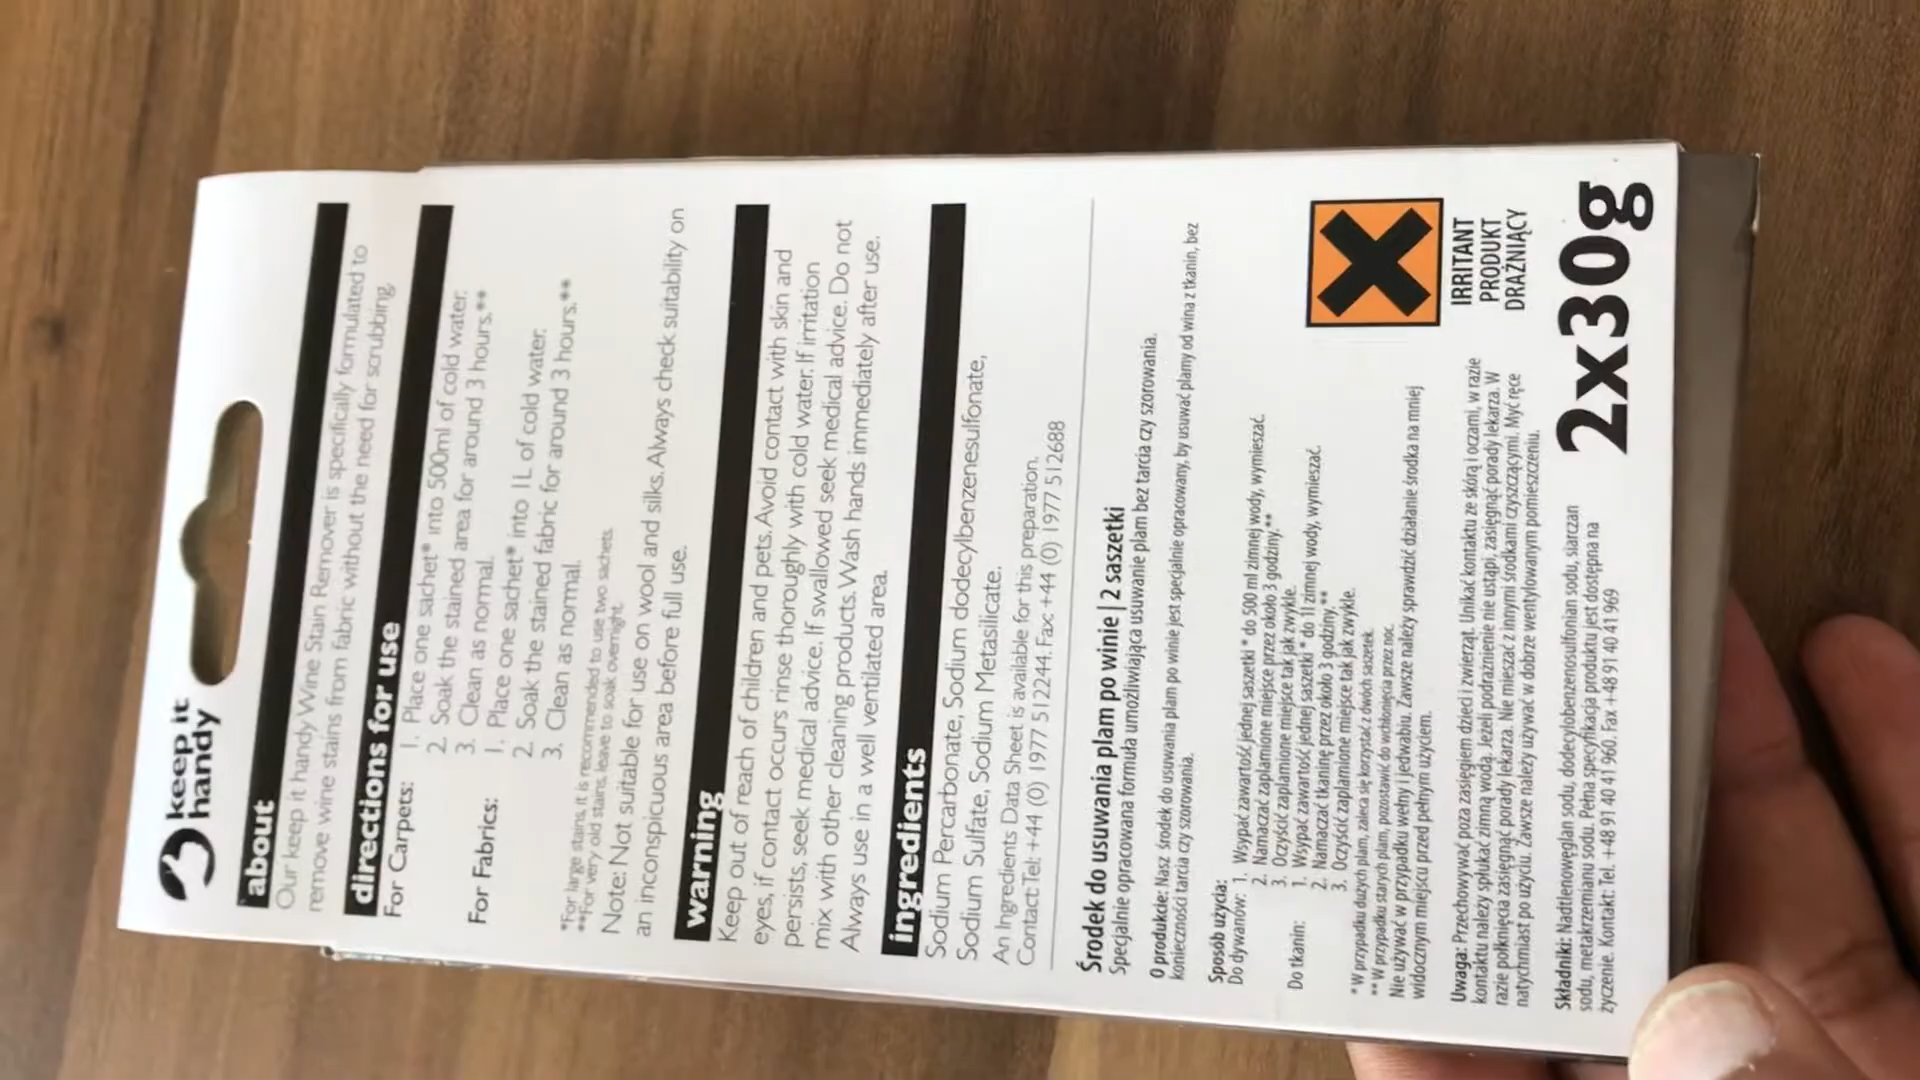 keep it
handy
about
Our keep it handy Wine Stain Remover is specifically formulated to
remove wine stains from fabric without the need for scrubbing.
directions for use
For Carpets: 1. Place one sachet* into 500ml of cold water.
2. Soak the stained area for around 3 hours.**
3. Clean as normal.
For Fabrics: 1. Place one sachet* into 1L of cold water.
2. Soak the stained fabric for around 3 hours.**
3. Clean as normal.
*For large stains, it is recommended to use two sachets.
**For very old stains, leave to soak overnight.
Note: Not suitable for use on wool and silks. Always check suitability on
an inconspicuous area before full use.
warning
Keep out of reach of children and pets. Avoid contact with skin and
eyes, if contact occurs rinse thoroughly with cold water. If irritation
persists, seek medical advice. If swallowed seek medical advice. Do not
mix with other cleaning products. Wash hands immediately after use.
Always use in a well ventilated area.
ingredients
Sodium Percarbonate, Sodium dodecylbenzenesulfonate,
Sodium Sulfate, Sodium Metasilicate.
An Ingredients Data Sheet is available for this preparation.
Contact Tel: +44 (0) 1977 512244. Fax: +44 (0) 1977 512688
Środek do usuwania plam po winie | 2 saszetki
Specjalnie opracowana formuła umożliwiająca usuwanie plam bez tarcia czy szorowania.
O produkcie: Nasz środek do usuwania plam po winie jest specjalnie opracowany, by usuwać plamy od wina z tkanin, bez
konieczności tarcia czy szorowania.
Sposób użycia:
Do dywanów: 1. Wsypać zawartość jednej saszetki * do 500 ml zimnej wody, wymieszać.
2. Namaczać zaplamione miejsce przez około 3 godziny.**
3. Oczyścić zaplamione miejsce tak jak zwykle.
Do tkanin: 1. Wsypać zawartość jednej saszetki * do 1l zimnej wody, wymieszać.
2. Namaczać tkaninę przez około 3 godziny.**
3. Oczyścić zaplamione miejsce tak jak zwykle.
* W przypadku dużych plam, zaleca się korzystać z dwóch saszetek.
** W przypadku starych plam, pozostawić do wchłonięcia przez noc.
Nie używać w przypadku wełny i jedwabiu. Zawsze należy sprawdzić działanie środka na mniej
widocznym miejscu przed pełnym użyciem.
Uwaga: Przechowywać poza zasięgiem dzieci i zwierząt. Unikać kontaktu ze skórą i oczami, w razie
kontaktu należy spłukać zimną wodą. Jeżeli podrażnienie nie ustąpi, zasięgnąć porady lekarza. W
razie połknięcia zasięgnąć porady lekarza. Nie mieszać z innymi środkami czyszczącymi. Myć ręce
natychmiast po użyciu. Zawsze należy używać w dobrze wentylowanym pomieszczeniu.
Składniki: Nadtlenowęglan sodu, dodecylobenzenosulfonian sodu, siarczan
sodu, metakrzemianu sodu. Pełna specyfikacja produktu jest dostępna na
życzenie. Kontakt: Tel. +48 91 40 41 960. Fax +48 91 40 41 969
IRRITANT
PRODUKT
DRAŻNIĄCY
2x30g